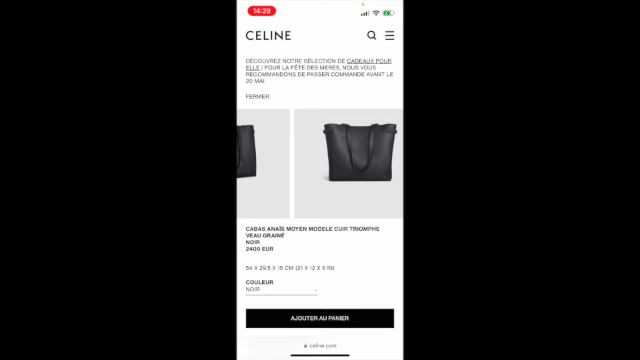 14:29
CELINE
DÉCOUVREZ NOTRE SÉLECTION DE CADEAUX POUR
ELLE | POUR LA FÊTE DES MÈRES, NOUS VOUS
RECOMMANDONS DE PASSER COMMANDE AVANT LE
20 MAI.
FERMER
CABAS ANAÏS MOYEN MODELE CUIR TRIOMPHE
VEAU GRAINÉ
NOIR
2400 EUR
54 X 29.5 X 15 CM (21 X 12 X 6 IN)
COULEUR
NOIR
AJOUTER AU PANIER
celine.com